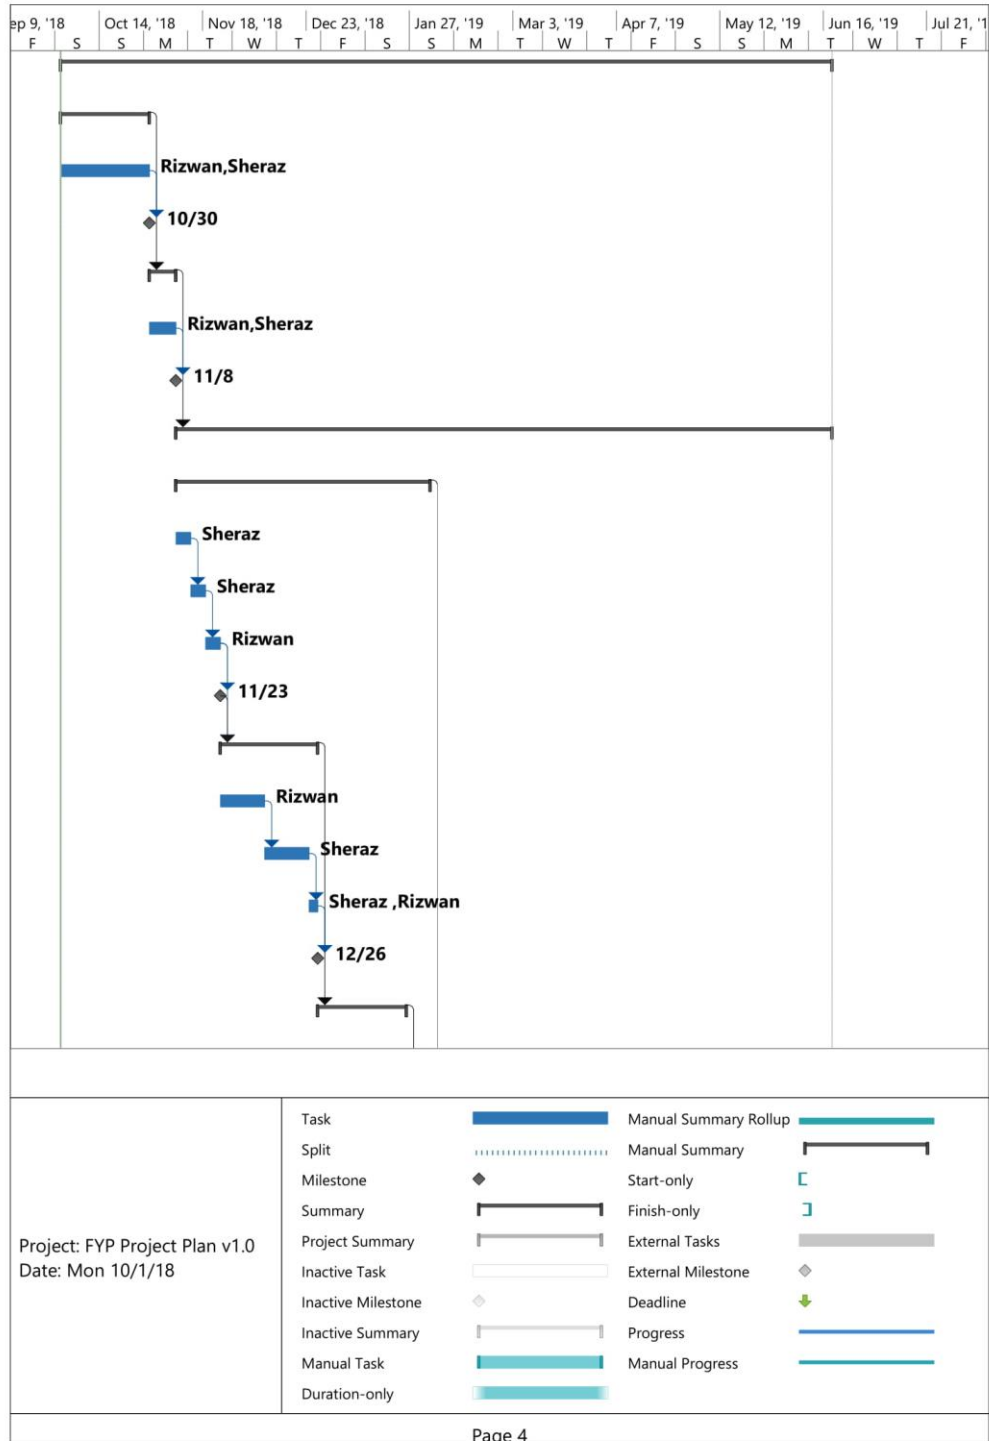 ep 9, '18 Oct 14, '18 Nov 18, '18 Dec 23, '18 Jan 27, '19 Mar 3, '19 Apr 7, '19 May 12, '19 Jun 16, '19 Jul 21, '1
F S S M T W T F S S M T W T F S S M T W T F
Rizwan,Sheraz
10/30
Rizwan,Sheraz
11/8
Sheraz
Sheraz
Rizwan
11/23
Rizwan
Sheraz
Sheraz ,Rizwan
12/26
Project: FYP Project Plan v1.0
Date: Mon 10/1/18
Task
Split
Milestone
Summary
Project Summary
Inactive Task
Inactive Milestone
Inactive Summary
Manual Task
Duration-only
Manual Summary Rollup
Manual Summary
Start-only
Finish-only
External Tasks
External Milestone
Deadline
Progress
Manual Progress
Page 4